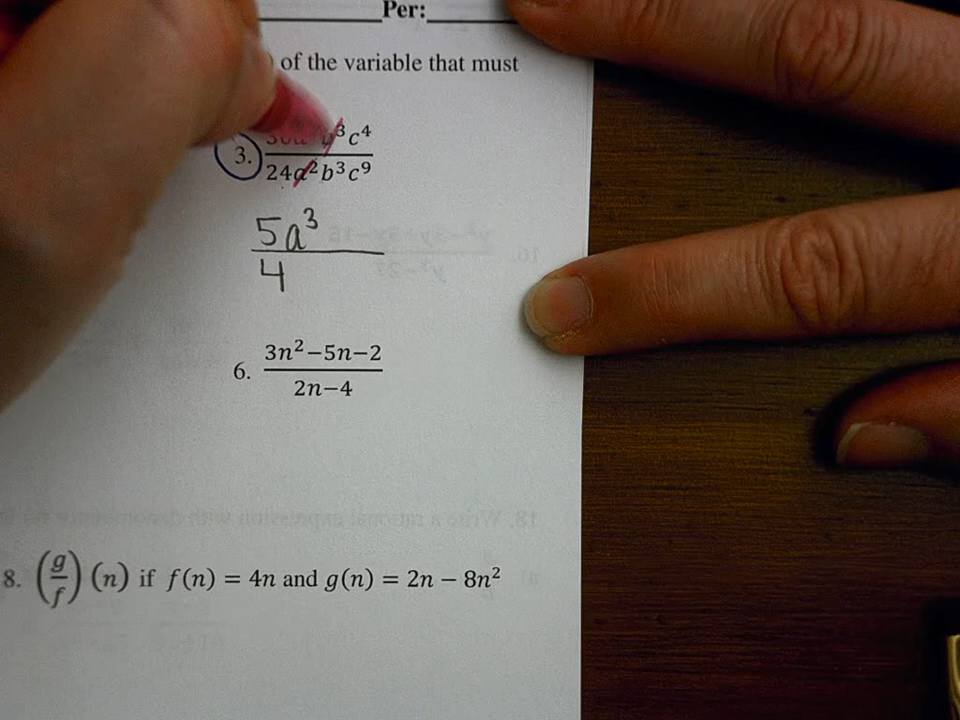 Per:
of the variable that must
3. b³c⁴
24a²b³c⁹
5a³
4
6. 3n²−5n−2
2n−4
8. (g/f)(n) if f(n) = 4n and g(n) = 2n − 8n²